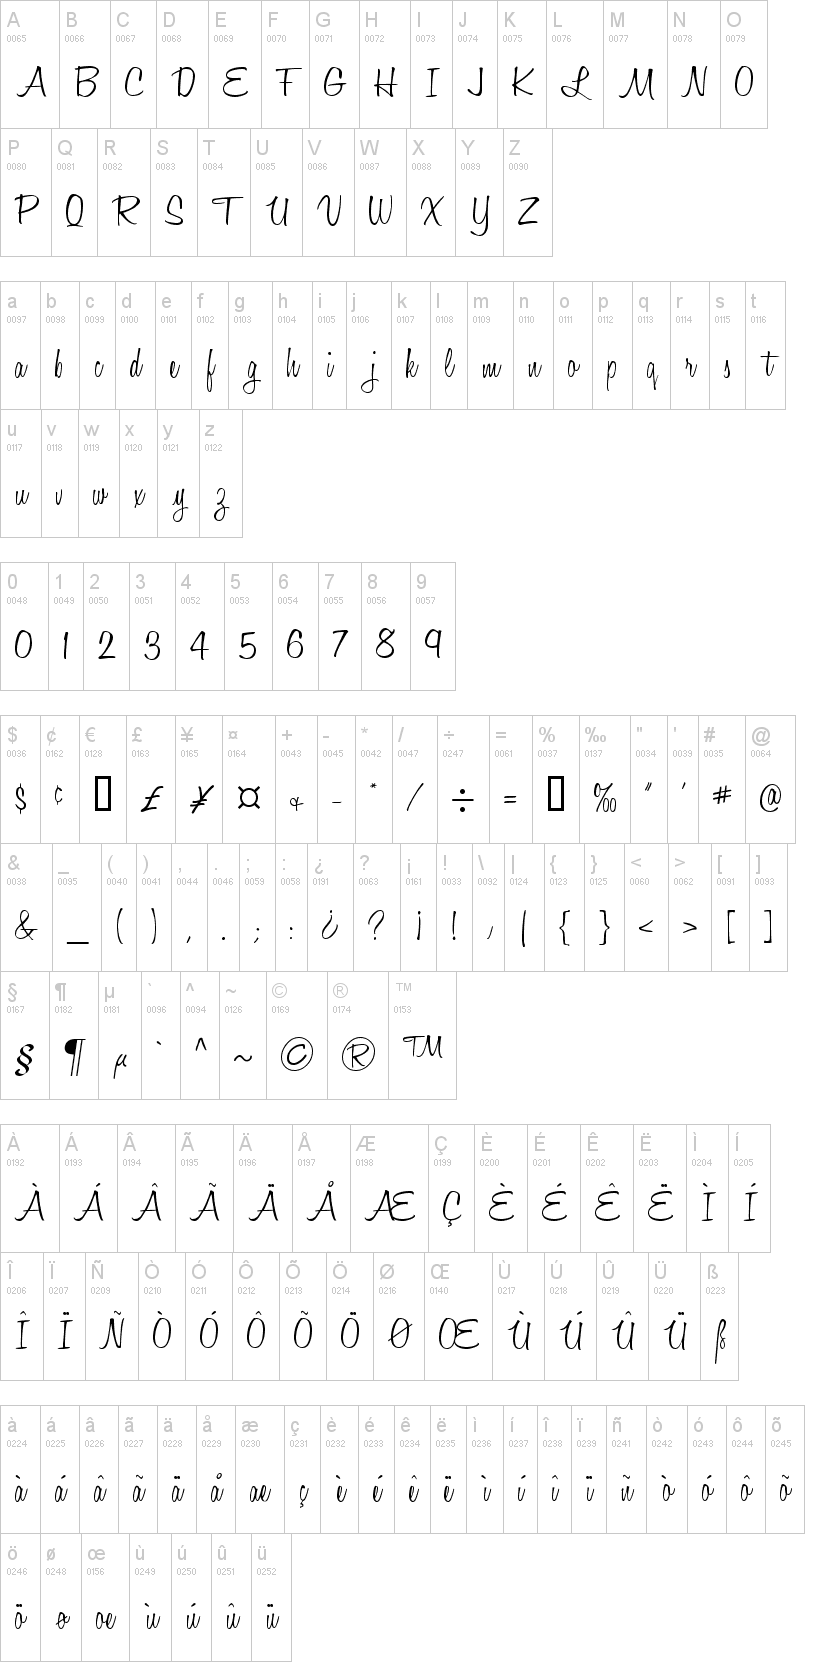 A B C D E F G H I J K L M N O
0065 0066 0067 0068 0069 0070 0071 0072 0073 0074 0075 0076 0077 0078 0079
A B C D E F G H I J K L M N O
P Q R S T U V W X Y Z
0080 0081 0082 0083 0084 0085 0086 0087 0088 0089 0090
P Q R S T U V W X Y Z
a b c d e f g h i j k l m n o p q r s t
0097 0098 0099 0100 0101 0102 0103 0104 0105 0106 0107 0108 0109 0110 0111 0112 0113 0114 0115 0116
a b c d e f g h i j k l m n o p q r s t
u v w x y z
0117 0118 0119 0120 0121 0122
u v w x y z
0 1 2 3 4 5 6 7 8 9
0048 0049 0050 0051 0052 0053 0054 0055 0056 0057
0 1 2 3 4 5 6 7 8 9
$ ¢ € £ ¥ ¤ + - * / ÷ = % ‰ " ' # @
0036 0162 0128 0163 0165 0164 0043 0045 0042 0047 0247 0061 0037 0137 0034 0039 0035 0064
$ ¢ £ ¥ ¤ + - * / ÷ = ‰ " ' # @
& _ ( ) , . ; : ¿ ? ¡ ! \ | { } < > [ ]
0038 0095 0040 0041 0044 0046 0059 0058 0191 0063 0161 0033 0092 0124 0123 0125 0060 0062 0091 0093
& _ ( ) , . ; : ¿ ? ¡ ! \ | { } < > [ ]
§ ¶ µ ` ^ ~ © ® ™
0167 0182 0181 0096 0094 0126 0169 0174 0153
§ ¶ µ ` ^ ~ © ® ™
À Á Â Ã Ä Å Æ Ç È É Ê Ë Ì Í
0192 0193 0194 0195 0196 0197 0198 0199 0200 0201 0202 0203 0204 0205
À Á Â Ã Ä Å Æ Ç È É Ê Ë Ì Í
Î Ï Ñ Ò Ó Ô Õ Ö Ø Œ Ù Ú Û Ü ß
0206 0207 0209 0210 0211 0212 0213 0214 0216 0140 0217 0218 0219 0220 0223
Î Ï Ñ Ò Ó Ô Õ Ö Ø Œ Ù Ú Û Ü ß
à á â ã ä å æ ç è é ê ë ì í î ï ñ ò ó ô õ
0224 0225 0226 0227 0228 0229 0230 0231 0232 0233 0234 0235 0236 0237 0238 0239 0241 0242 0243 0244 0245
à á â ã ä å æ ç è é ê ë ì í î ï ñ ò ó ô õ
ö ø œ ù ú û ü
0246 0248 0156 0249 0250 0251 0252
ö ø œ ù ú û ü